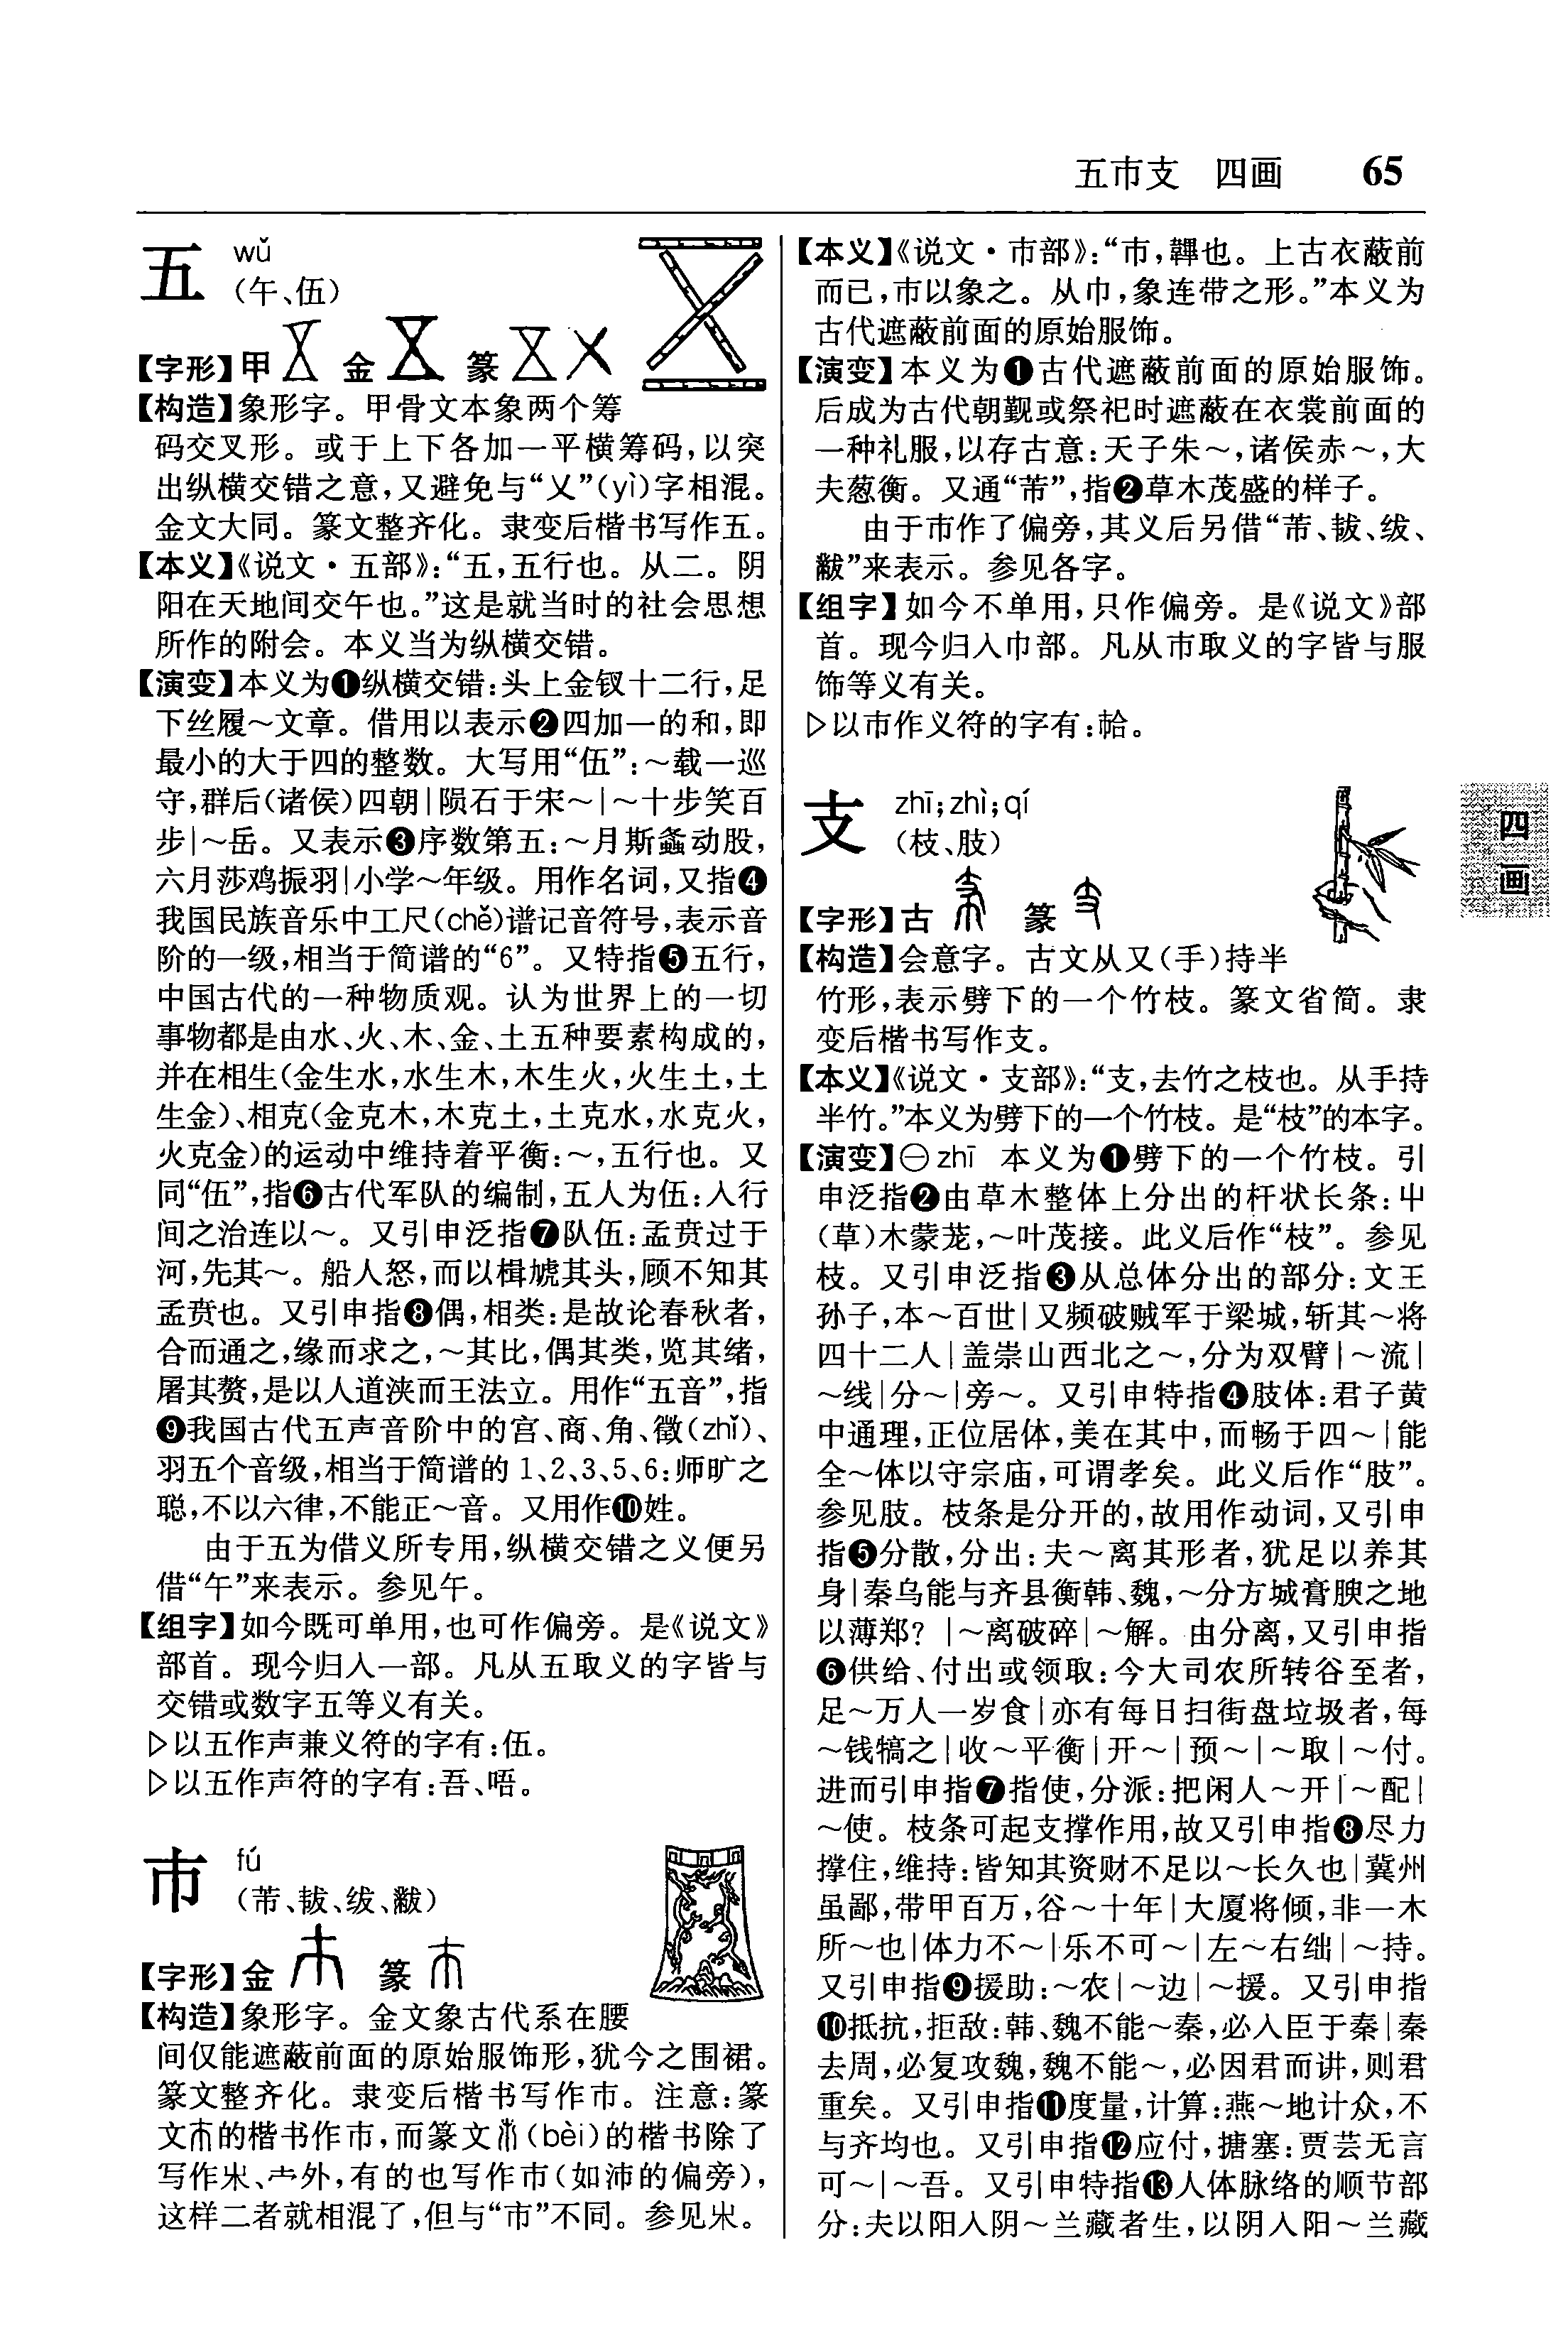 五巿支 四画 65
五 wǔ
（午、伍）
【字形】甲 金 篆
【构造】象形字。甲骨文本象两个筹
码交叉形。或于上下各加一平横筹码，以突
出纵横交错之意，又避免与“乂”（yì）字相混。
金文大同。篆文整齐化。隶变后楷书写作五。
【本义】《说文·五部》：“五，五行也。从二。阴
阳在天地间交午也。”这是就当时的社会思想
所作的附会。本义当为纵横交错。
【演变】本义为❶纵横交错：头上金钗十二行，足
下丝履～文章。借用以表示❷四加一的和，即
最小的大于四的整数。大写用“伍”：～载一巡
守，群后（诸侯）四朝|陨石于宋～|～十步笑百
步|～岳。又表示❸序数第五：～月斯螽动股，
六月莎鸡振羽|小学～年级。用作名词，又指❹
我国民族音乐中工尺（chě）谱记音符号，表示音
阶的一级，相当于简谱的“6”。又特指❺五行，
中国古代的一种物质观。认为世界上的一切
事物都是由水、火、木、金、土五种要素构成的，
并在相生（金生水，水生木，木生火，火生土，土
生金）、相克（金克木，木克土，土克水，水克火，
火克金）的运动中维持着平衡：～，五行也。又
同“伍”，指❻古代军队的编制，五人为伍：入行
间之治连以～。又引申泛指❼队伍：孟贲过于
河，先其～。船人怒，而以楫虓其头，顾不知其
孟贲也。又引申指❽偶，相类：是故论春秋者，
合而通之，缘而求之，～其比，偶其类，览其绪，
屠其赘，是以人道浃而王法立。用作“五音”，指
❾我国古代五声音阶中的宫、商、角、徵（zhǐ）、
羽五个音级，相当于简谱的1、2、3、5、6：师旷之
聪，不以六律，不能正～音。又用作❿姓。
由于五为借义所专用，纵横交错之义便另
借“午”来表示。参见午。
【组字】如今既可单用，也可作偏旁。是《说文》
部首。现今归入一部。凡从五取义的字皆与
交错或数字五等义有关。
▷以五作声兼义符的字有：伍。
▷以五作声符的字有：吾、唔。
巿 fú
（芾、韨、绂、黻）
【字形】金 篆
【构造】象形字。金文象古代系在腰
间仅能遮蔽前面的原始服饰形，犹今之围裙。
篆文整齐化。隶变后楷书写作巿。注意：篆
文的楷书作巿，而篆文（bèi）的楷书除了
写作、外，有的也写作巿（如沛的偏旁），
这样二者就相混了，但与“市”不同。参见。
【本义】《说文·巿部》：“巿，韠也。上古衣蔽前
而已，巿以象之。从巾，象连带之形。”本义为
古代遮蔽前面的原始服饰。
【演变】本义为❶古代遮蔽前面的原始服饰。
后成为古代朝觐或祭祀时遮蔽在衣裳前面的
一种礼服，以存古意：天子朱～，诸侯赤～，大
夫葱衡。又通“芾”，指❷草木茂盛的样子。
由于巿作了偏旁，其义后另借“芾、韨、绂、
黻”来表示。参见各字。
【组字】如今不单用，只作偏旁。是《说文》部
首。现今归入巾部。凡从巿取义的字皆与服
饰等义有关。
▷以巿作义符的字有：帢。
支 zhī；zhì；qí
（枝、肢）
【字形】古 篆
【构造】会意字。古文从又（手）持半
竹形，表示劈下的一个竹枝。篆文省简。隶
变后楷书写作支。
【本义】《说文·支部》：“支，去竹之枝也。从手持
半竹。”本义为劈下的一个竹枝。是“枝”的本字。
【演变】㊀zhī 本义为❶劈下的一个竹枝。引
申泛指❷由草木整体上分出的杆状长条：屮
（草）木蒙茏，～叶茂接。此义后作“枝”。参见
枝。又引申泛指❸从总体分出的部分：文王
孙子，本～百世|又频破贼军于梁城，斩其～将
四十二人|盖崇山西北之～，分为双臂|～流|
～线|分～|旁～。又引申特指❹肢体：君子黄
中通理，正位居体，美在其中，而畅于四～|能
全～体以守宗庙，可谓孝矣。此义后作“肢”。
参见肢。枝条是分开的，故用作动词，又引申
指❺分散，分出：夫～离其形者，犹足以养其
身|秦乌能与齐县衡韩、魏，～分方城膏腴之地
以薄郑？|～离破碎|～解。由分离，又引申指
❻供给、付出或领取：今大司农所转谷至者，
足～万人一岁食|亦有每日扫街盘垃圾者，每
～钱犒之|收～平衡|开～|预～|～取|～付。
进而引申指❼指使，分派：把闲人～开|～配|
～使。枝条可起支撑作用，故又引申指❽尽力
撑住，维持：皆知其资财不足以～长久也|冀州
虽鄙，带甲百万，谷～十年|大厦将倾，非一木
所～也|体力不～|乐不可～|左～右绌|～持。
又引申指❾援助：～农|～边|～援。又引申指
❿抵抗，拒敌：韩、魏不能～秦，必入臣于秦|秦
去周，必复攻魏，魏不能～，必因君而讲，则君
重矣。又引申指⓫度量，计算：燕～地计众，不
与齐均也。又引申指⓬应付，搪塞：贾芸无言
可～|～吾。又引申特指⓭人体脉络的顺节部
分：夫以阳入阴～兰藏者生，以阴入阳～兰藏
四画